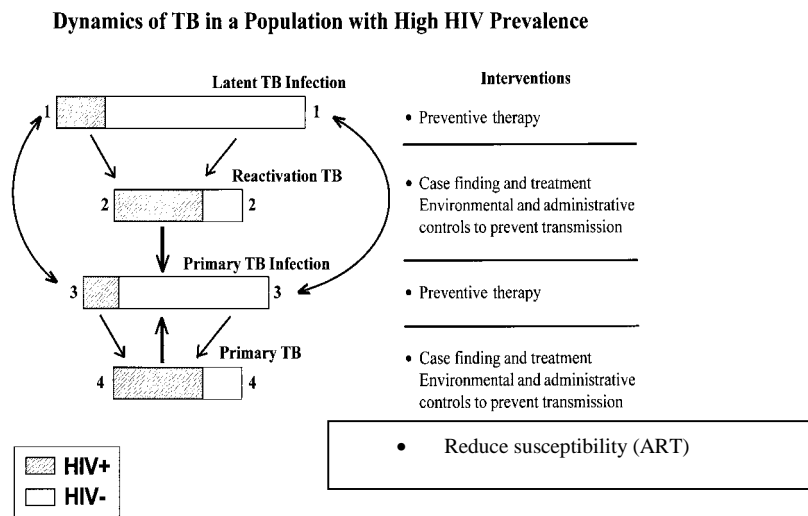 Dynamics of TB in a Population with High HIV Prevalence
Latent TB Infection
1 1
Reactivation TB
2 2
Primary TB Infection
3 3
Primary TB
4 4
HIV+
HIV-
Interventions
• Preventive therapy
• Case finding and treatment
Environmental and administrative
controls to prevent transmission
• Preventive therapy
• Case finding and treatment
Environmental and administrative
controls to prevent transmission
• Reduce susceptibility (ART)